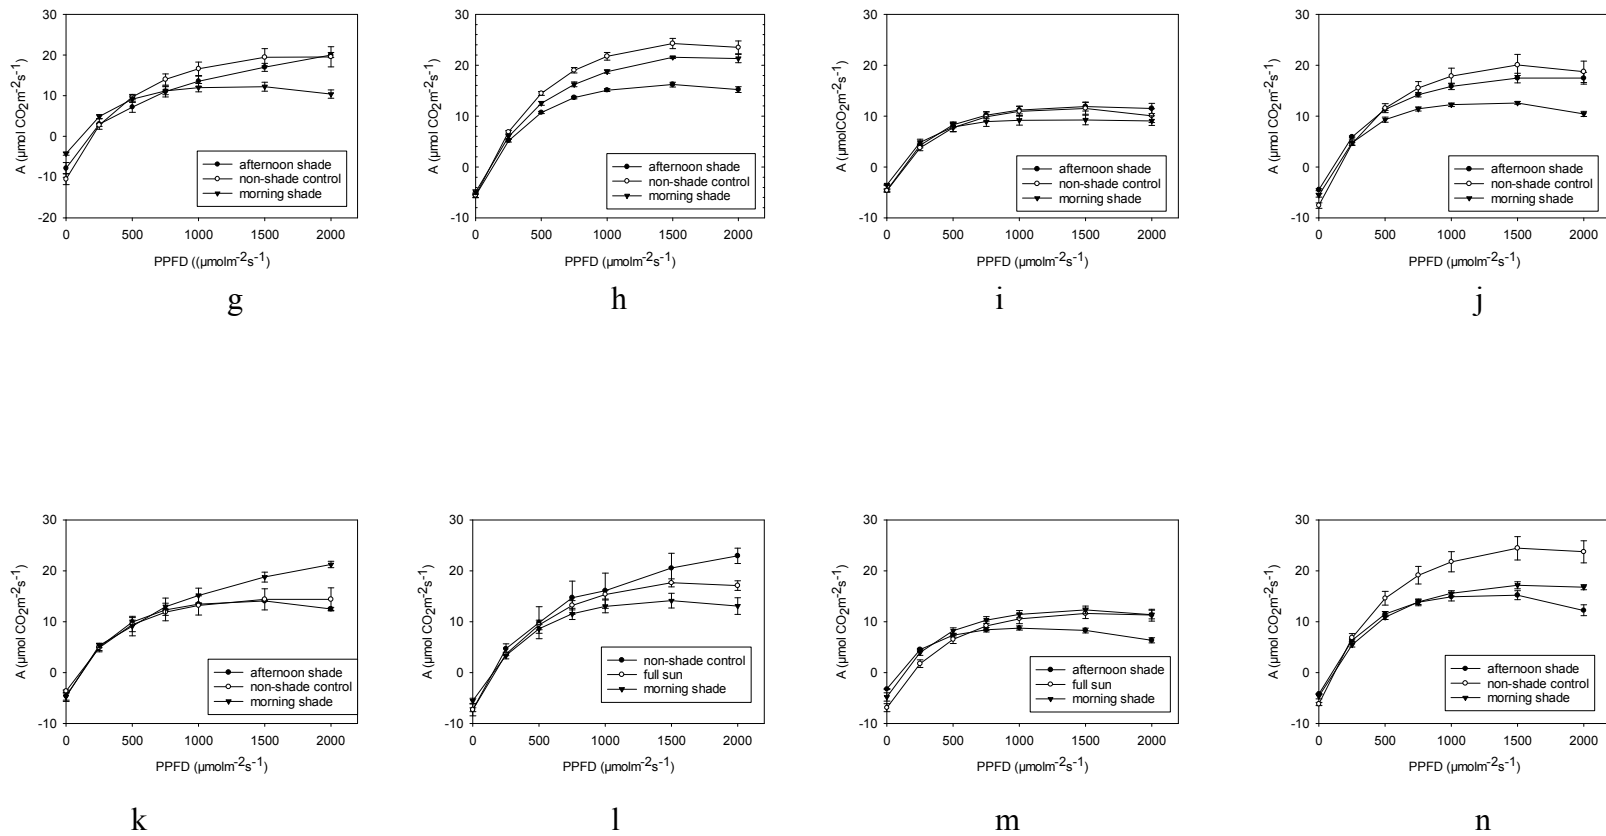 30
20
10
0
-10
-20
A (µmol CO2m-2s-1)
afternoon shade
non-shade control
morning shade
0 500 1000 1500 2000
PPFD ((µmolm-2s-1)
g
30
20
10
0
-10
A (µmol CO2m-2s-1)
afternoon shade
non-shade control
morning shade
0 500 1000 1500 2000
PPFD (µmolm-2s-1)
h
30
20
10
0
-10
A (µmolCO2m-2s-1)
afternoon shade
non-shade control
morning shade
0 500 1000 1500 2000
PPFD (µmolm-2s-1)
i
30
20
10
0
-10
A (µmol CO2m-2s-1)
afternoon shade
non-shade control
morning shade
0 500 1000 1500 2000
PPFD (µmolm-2s-1)
j
30
20
10
0
-10
A (µmol CO2m-2s-1)
afternoon shade
non-shade control
morning shade
0 500 1000 1500 2000
PPFD (µmolm-2s-1)
k
30
20
10
0
-10
A (µmol CO2m-2s-1)
non-shade control
full sun
morning shade
0 500 1000 1500 2000
PPFD (µmolm-2s-1)
l
30
20
10
0
-10
A (µmol CO2m-2s-1)
afternoon shade
full sun
morning shade
0 500 1000 1500 2000
PPFD (µmolm-2s-1)
m
30
20
10
0
-10
A (µmol CO2m-2s-1)
afternoon shade
non-shade control
morning shade
0 500 1000 1500 2000
PPFD (µmolm-2s-1)
n